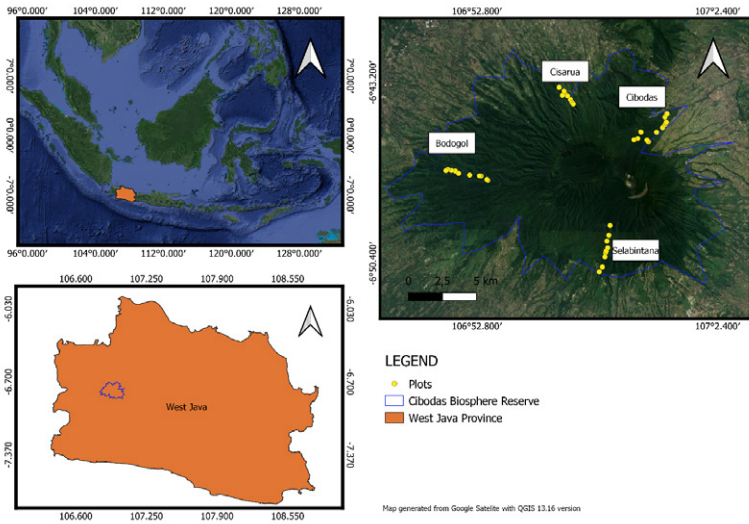 96°0.000' 104°0.000' 112°0.000' 120°0.000' 128°0.000'
7°0.000'
0°0.000'
-7°0.000'
7°0.000'
0°0.000'
-7°0.000'
96°0.000' 104°0.000' 112°0.000' 120°0.000' 128°0.000'
106.600 107.250 107.900 108.550
-6.030
-6.700
-7.370
West Java
-6.030
-6.700
-7.370
106.600 107.250 107.900 108.550
106°52.800' 107°2.400'
-6°43.200'
-6°50.400'
Cisarua
Cibodas
Bodogol
Selabintana
0 2.5 5 km
106°52.800' 107°2.400'
LEGEND
Plots
Cibodas Biosphere Reserve
West Java Province
Map generated from Google Satelite with QGIS 13.16 version